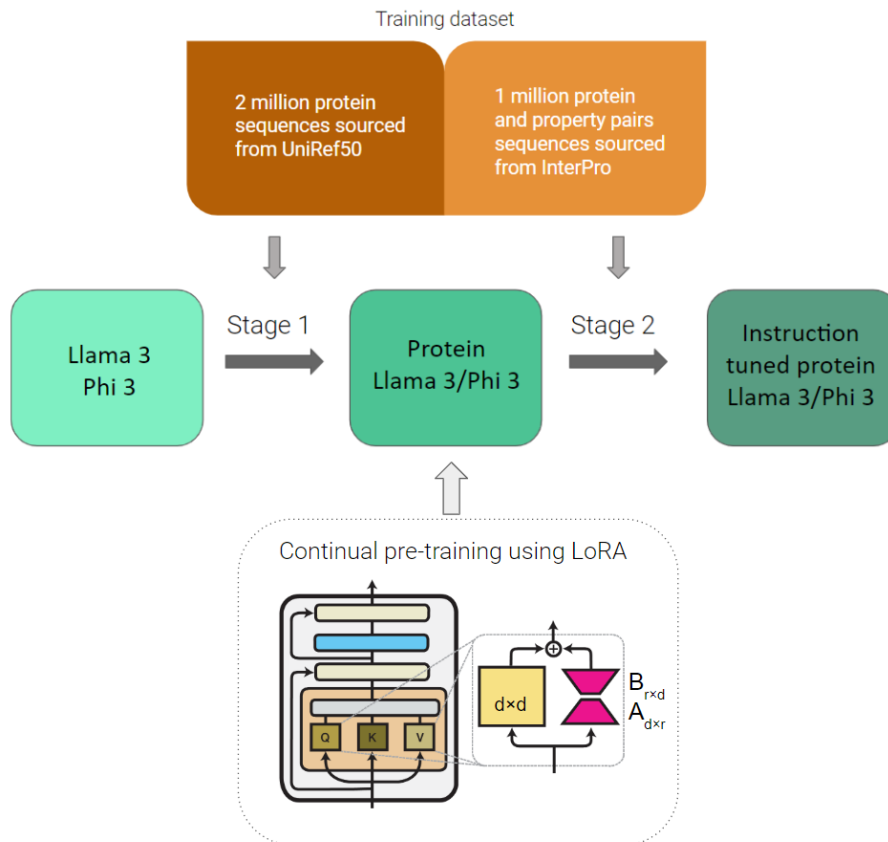 Training dataset
2 million protein
sequences sourced
from UniRef50
1 million protein
and property pairs
sequences sourced
from InterPro
Llama 3
Phi 3
Stage 1
Protein
Llama 3/Phi 3
Stage 2
Instruction
tuned protein
Llama 3/Phi 3
Continual pre-training using LoRA
Q
K
V
d×d
+
B r×d
A d×r